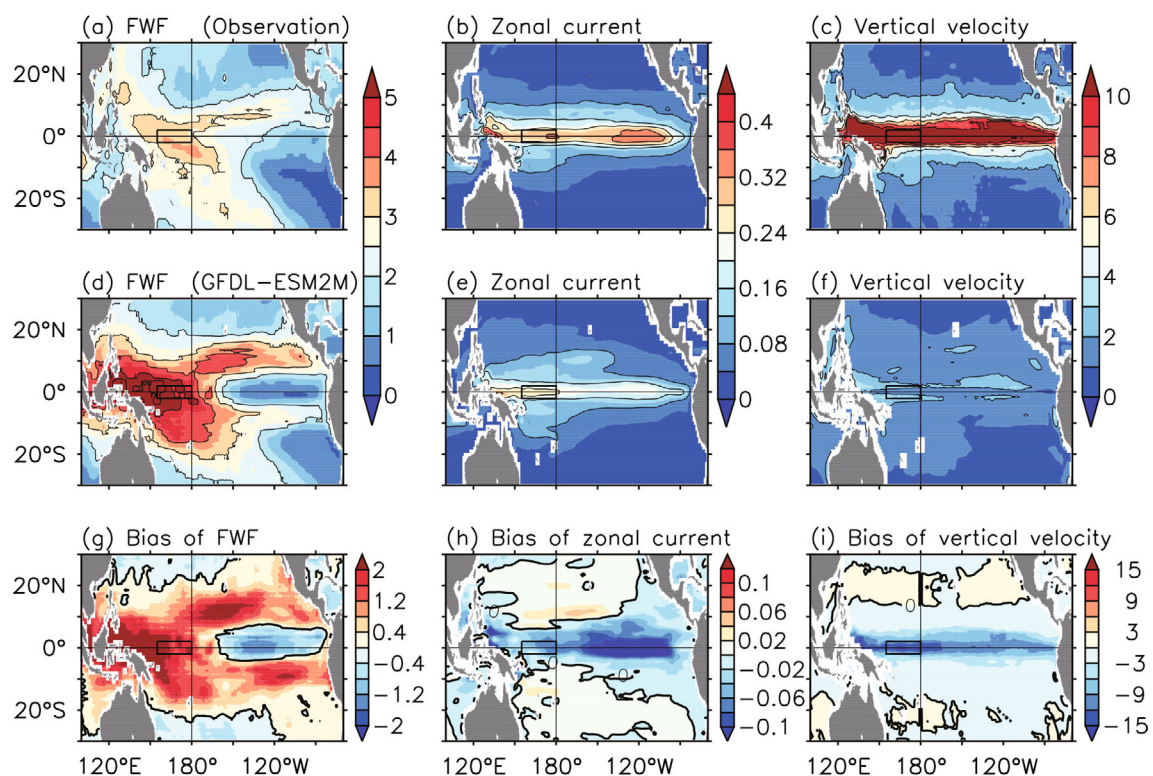 (a) FWF (Observation)
(b) Zonal current
(c) Vertical velocity
20°N
0°
20°S
5
4
3
2
1
0
0.4
0.32
0.24
0.16
0.08
10
8
6
4
2
0
(d) FWF (GFDL-ESM2M)
(e) Zonal current
(f) Vertical velocity
20°N
0°
20°S
(g) Bias of FWF
(h) Bias of zonal current
(i) Bias of vertical velocity
20°N
0°
20°S
2
1.2
0.4
-0.4
-1.2
-2
0.1
0.06
0.02
-0.02
-0.06
-0.1
15
9
3
-3
-9
-15
0
0
0
0
120°E 180° 120°W
120°E 180° 120°W
120°E 180° 120°W